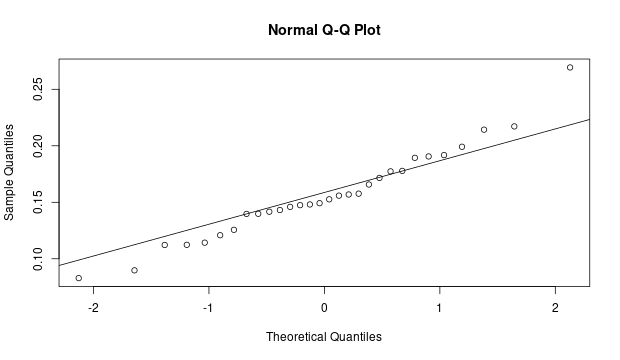 Normal Q-Q Plot
Sample Quantiles
0.25
0.20
0.15
0.10
-2 -1 0 1 2
Theoretical Quantiles